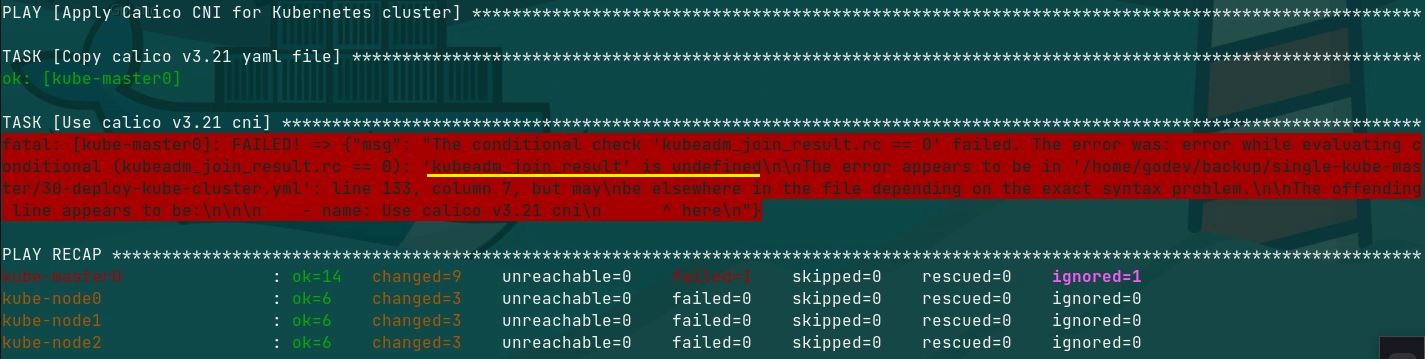 PLAY [Apply Calico CNI for Kubernetes cluster] ***********************************************************************************************
TASK [Copy calico v3.21 yaml file] ***********************************************************************************************************
ok: [kube-master0]
TASK [Use calico v3.21 cni] ******************************************************************************************************************
fatal: [kube-master0]: FAILED! => {"msg": "The conditional check 'kubeadm_join_result.rc == 0' failed. The error was: error while evaluating c
onditional (kubeadm_join_result.rc == 0): 'kubeadm_join_result' is undefined\n\nThe error appears to be in '/home/godev/backup/single-kube-mas
ter/30-deploy-kube-cluster.yml': line 133, column 7, but may\nbe elsewhere in the file depending on the exact syntax problem.\n\nThe offending
 line appears to be:\n\n\n    - name: Use calico v3.21 cni\n      ^ here\n"}
PLAY RECAP ***********************************************************************************************************************************
kube-master0               : ok=14   changed=9    unreachable=0    failed=1    skipped=0    rescued=0    ignored=1
kube-node0                 : ok=6    changed=3    unreachable=0    failed=0    skipped=0    rescued=0    ignored=0
kube-node1                 : ok=6    changed=3    unreachable=0    failed=0    skipped=0    rescued=0    ignored=0
kube-node2                 : ok=6    changed=3    unreachable=0    failed=0    skipped=0    rescued=0    ignored=0